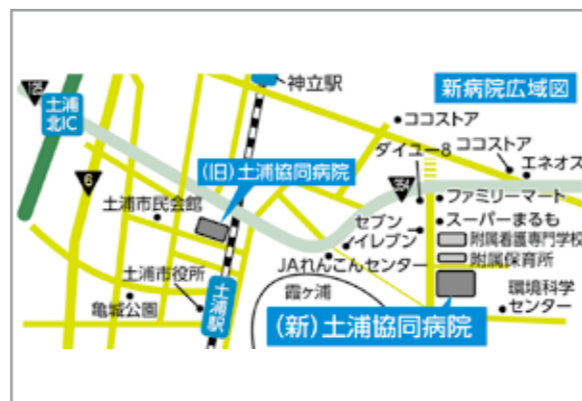 125
土浦
北IC
神立駅
新病院広域図
ココストア
ダイユー8
ココストア
エネオス
(旧)土浦協同病院
6
354
土浦市民会館
ファミリーマート
セブン
イレブン
スーパーまるも
附属看護専門学校
JAれんこんセンター
附属保育所
土浦市役所
土浦駅
霞ヶ浦
環境科学
センター
亀城公園
(新)土浦協同病院